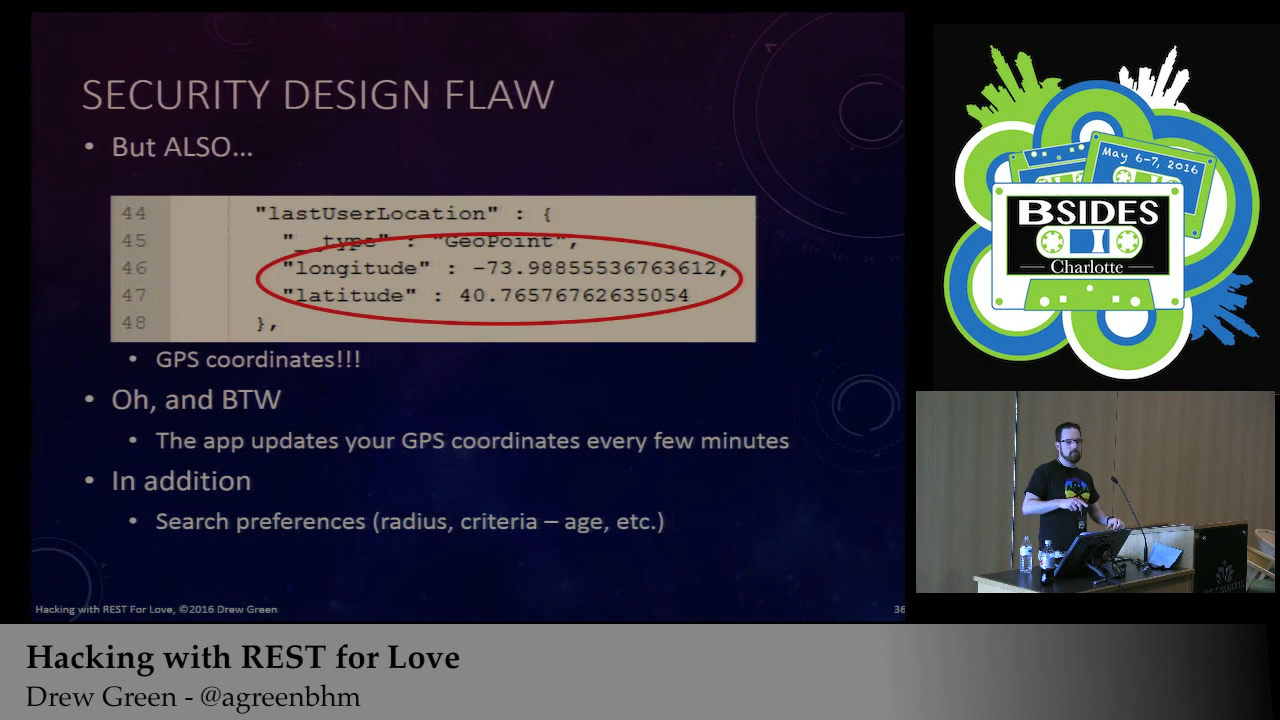 SECURITY DESIGN FLAW
• But ALSO...
44 "lastUserLocation" : {
45 "__type" : "GeoPoint",
46 "longitude" : -73.98855536763612,
47 "latitude" : 40.76576762635054
48 },
• GPS coordinates!!!
• Oh, and BTW
• The app updates your GPS coordinates every few minutes
• In addition
• Search preferences (radius, criteria – age, etc.)
Hacking with REST For Love, ©2016 Drew Green
36
May 6-7, 2016
BSIDES
Charlotte
Hacking with REST for Love
Drew Green - @agreenbhm